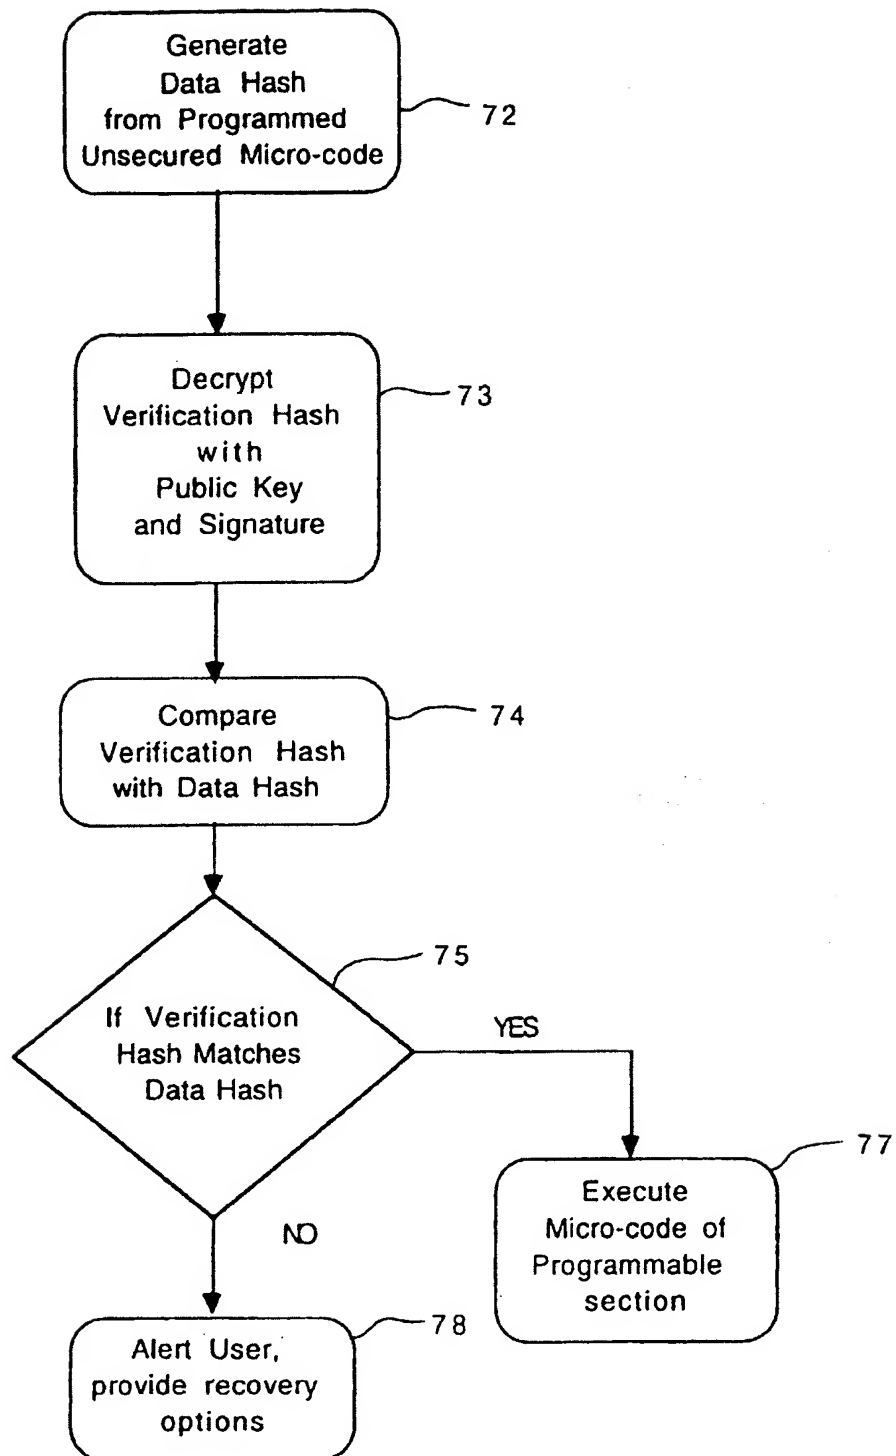 Generate
Data Hash
from Programmed
Unsecured Micro-code
72
Decrypt
Verification Hash
with
Public Key
and Signature
73
Compare
Verification Hash
with Data Hash
74
75
If Verification
Hash Matches
Data Hash
YES
77
Execute
Micro-code of
Programmable
section
NO
78
Alert User,
provide recovery
options